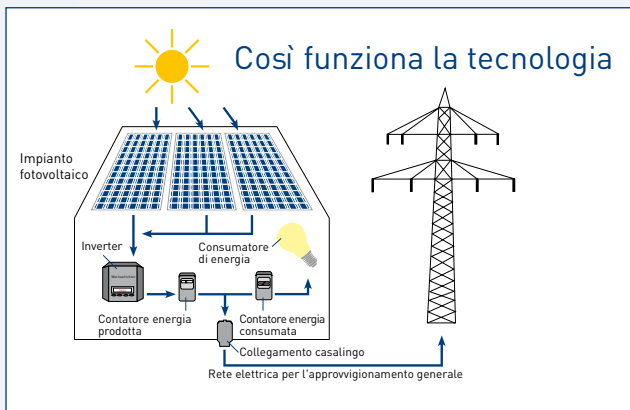 Così funziona la tecnologia
Impianto
fotovoltaico
Inverter
Consumatore
di energia
Contatore energia
prodotta
Contatore energia
consumata
Collegamento casalingo
Rete elettrica per l'approvvigionamento generale